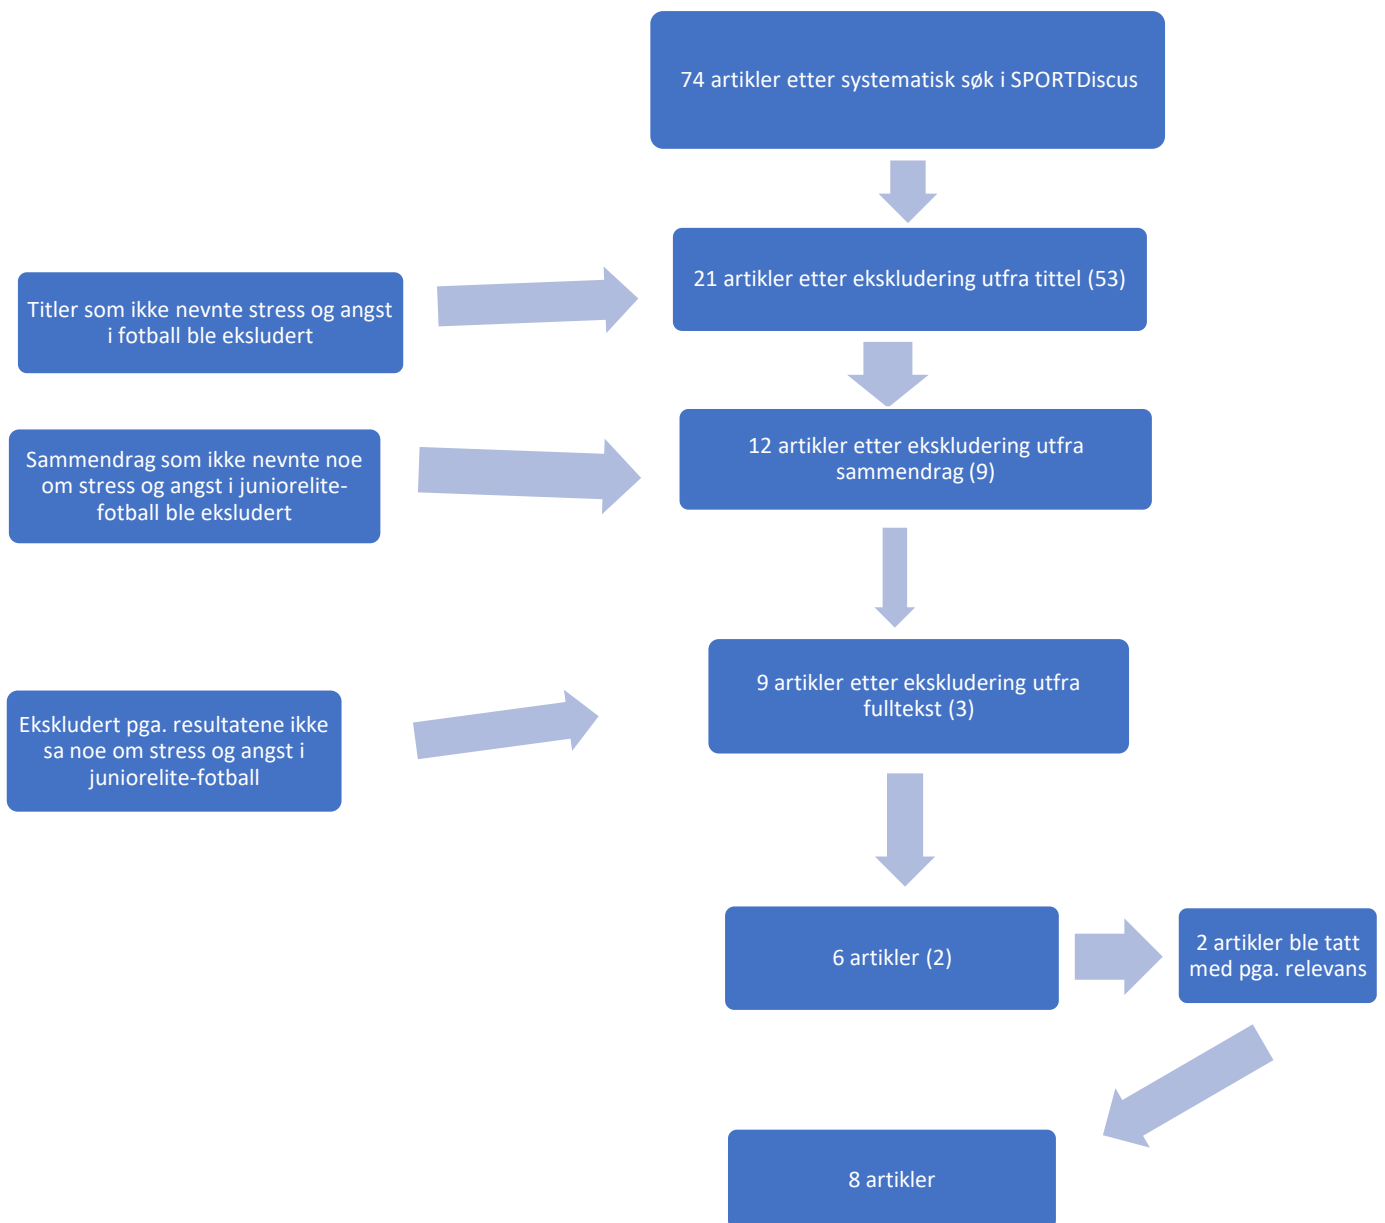 74 artikler etter systematisk søk i SPORTDiscus
21 artikler etter ekskludering utfra tittel (53)
Titler som ikke nevnte stress og angst
i fotball ble eksludert
12 artikler etter ekskludering utfra
sammendrag (9)
Sammendrag som ikke nevnte noe
om stress og angst i juniorelite-
fotball ble eksludert
9 artikler etter ekskludering utfra
fulltekst (3)
Ekskludert pga. resultatene ikke
sa noe om stress og angst i
juniorelite-fotball
6 artikler (2)
2 artikler ble tatt
med pga. relevans
8 artikler